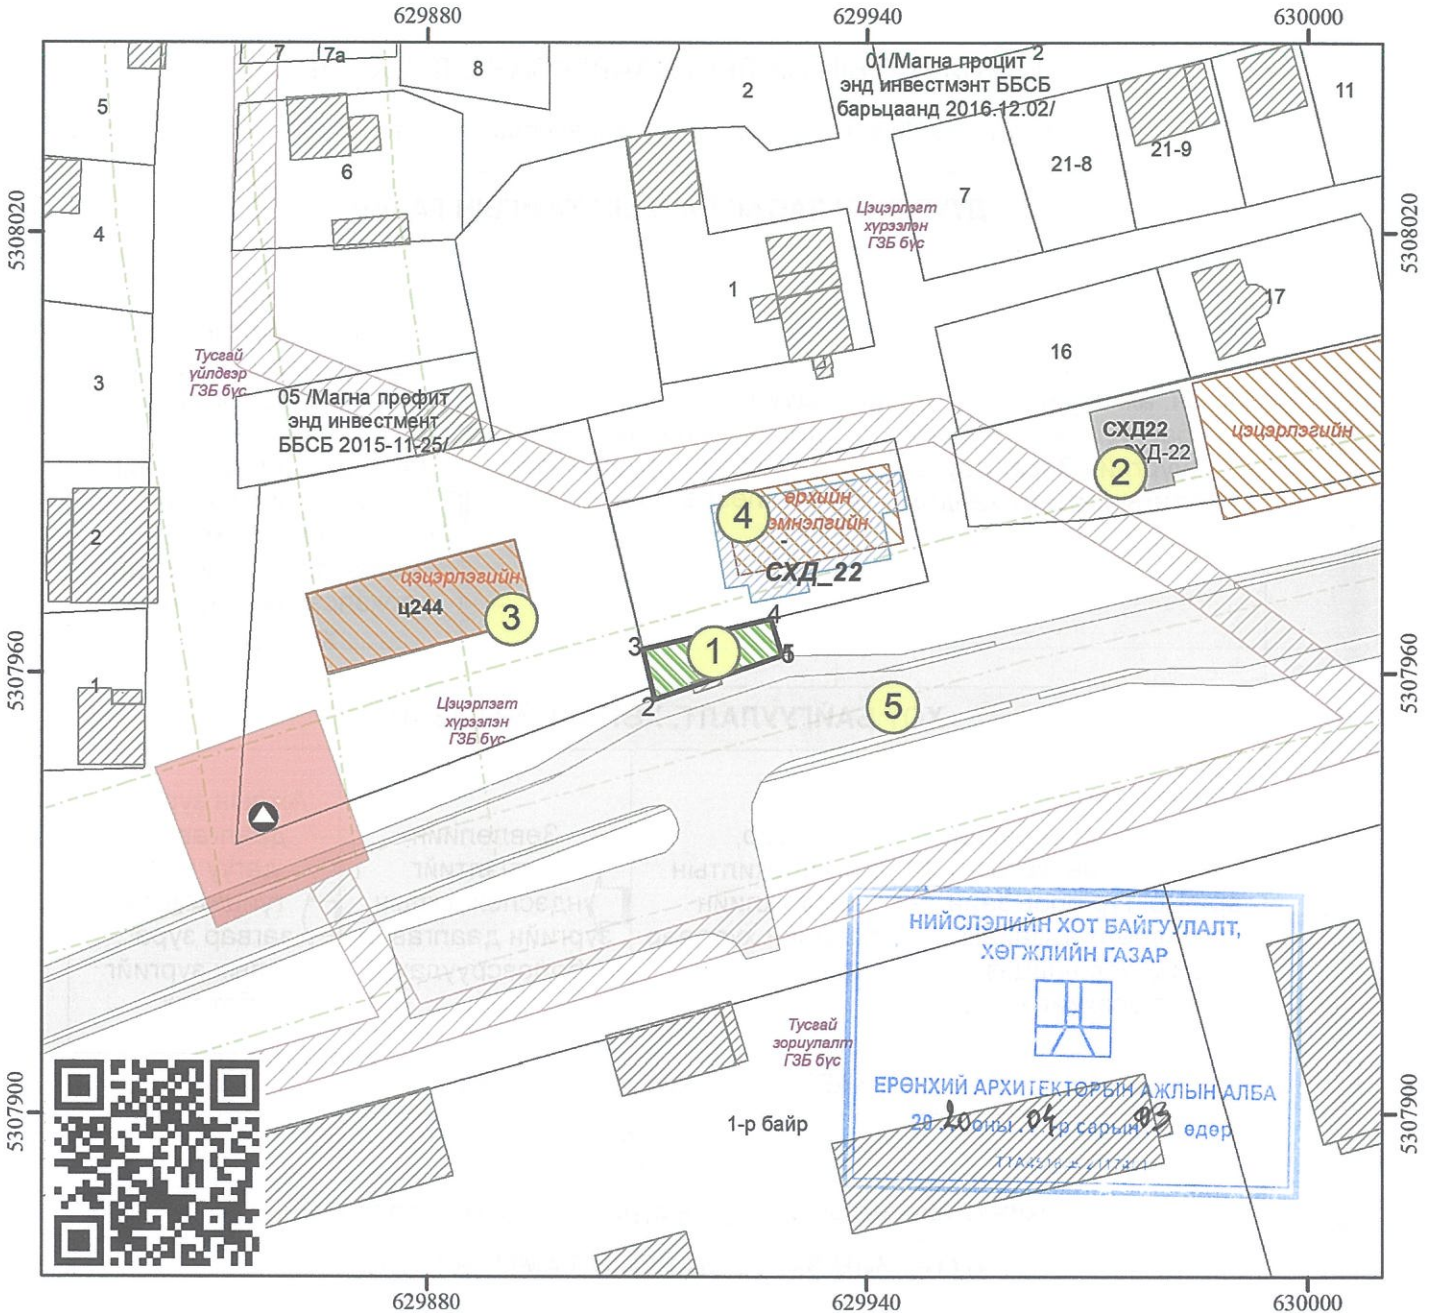 629880
629940
630000
7
7а
8
2
01/Магна процит
2
энд инвестмэнт ББСБ
барьцаанд 2016.12.02/
11
5
6
21-8
21-9
7
4
5308020
5308020
Цэцэрлэгт
хүрээлэн
ГЗБ бүс
1
17
16
Тусгай
үйлдвэр
ГЗБ бүс
3
05 /Магна профит
энд инвестмент
ББСБ 2015-11-25/
СХД22
СХД-22
цэцэрлэгийн
2
4
өрхийн
эмнэлгийн
-
СХД_22
2
цэцэрлэгийн
ц244
3
4
3
1
5
2
5307960
5307960
1
Цэцэрлэгт
хүрээлэн
ГЗБ бүс
5
НИЙСЛЭЛИЙН ХОТ БАЙГУУЛАЛТ,
ХӨГЖЛИЙН ГАЗАР
Тусгай
зориулалт
ГЗБ бүс
ЕРӨНХИЙ АРХИТЕКТОРЫН АЖЛЫН АЛБА
20 20 оны 04 р сарын 03 өдөр
1-р байр
5307900
5307900
629880
629940
630000